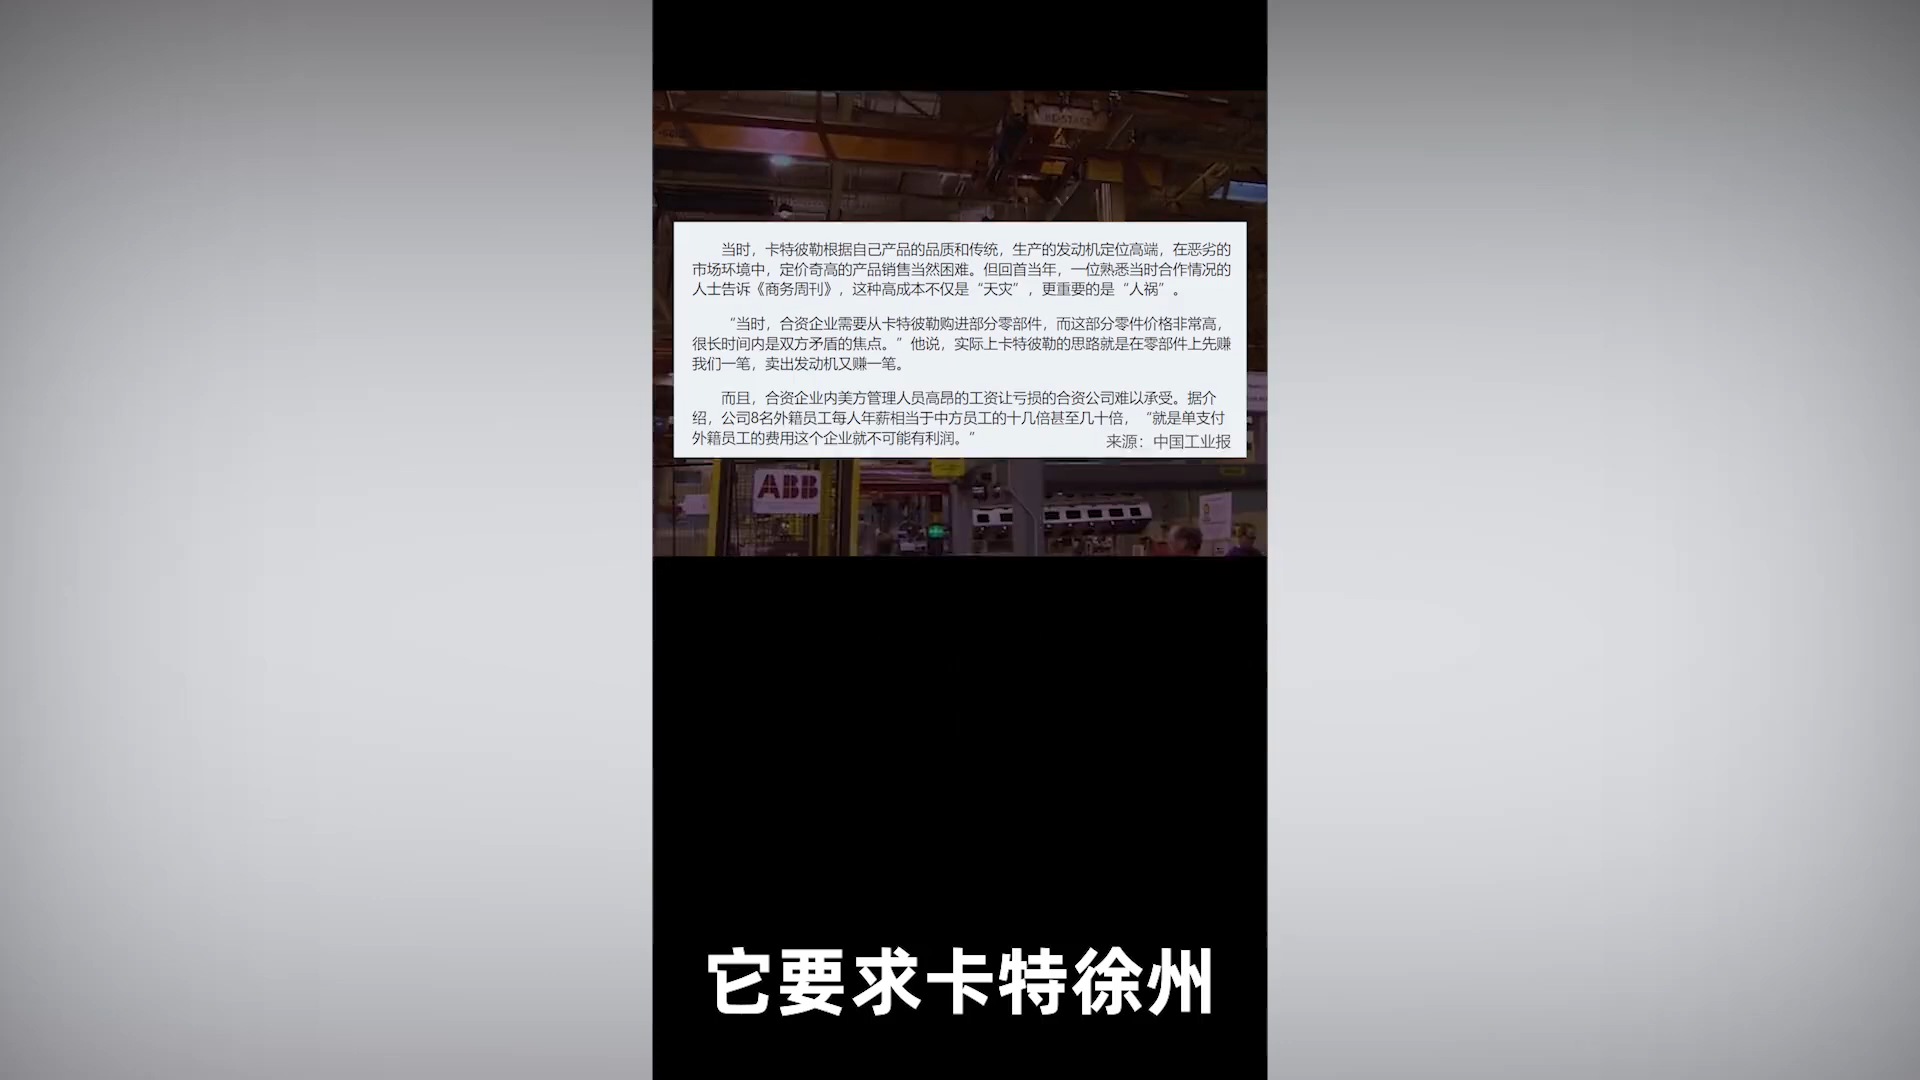 当时，卡特彼勒根据自己产品的品质和传统，生产的发动机定位高端，在恶劣的
市场环境中，定价奇高的产品销售当然困难。但回首当年，一位熟悉当时合作情况的
人士告诉《商务周刊》，这种高成本不仅是“天灾”，更重要的是“人祸”。
“当时，合资企业需要从卡特彼勒购进部分零部件，而这部分零件价格非常高，
很长时间内是双方矛盾的焦点。”他说，实际上卡特彼勒的思路就是在零部件上先赚
我们一笔，卖出发动机又赚一笔。
而且，合资企业内美方管理人员高昂的工资让亏损的合资公司难以承受。据介
绍，公司8名外籍员工每人年薪相当于中方员工的十几倍甚至几十倍，“就是单支付
外籍员工的费用这个企业就不可能有利润。”
来源：中国工业报
ABB
它要求卡特徐州